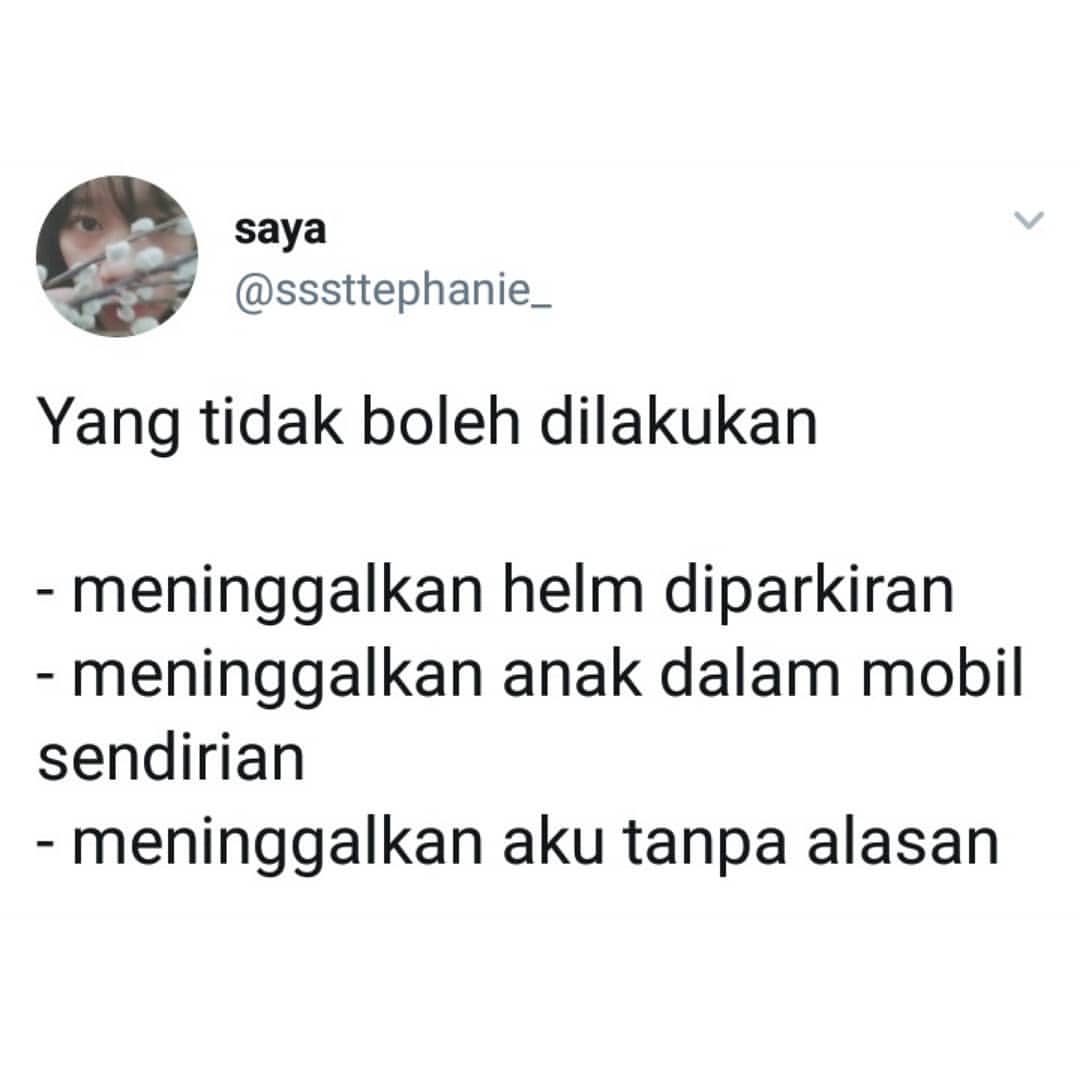 saya
@sssttephanie_
Yang tidak boleh dilakukan
- meninggalkan helm diparkiran
- meninggalkan anak dalam mobil
sendirian
- meninggalkan aku tanpa alasan